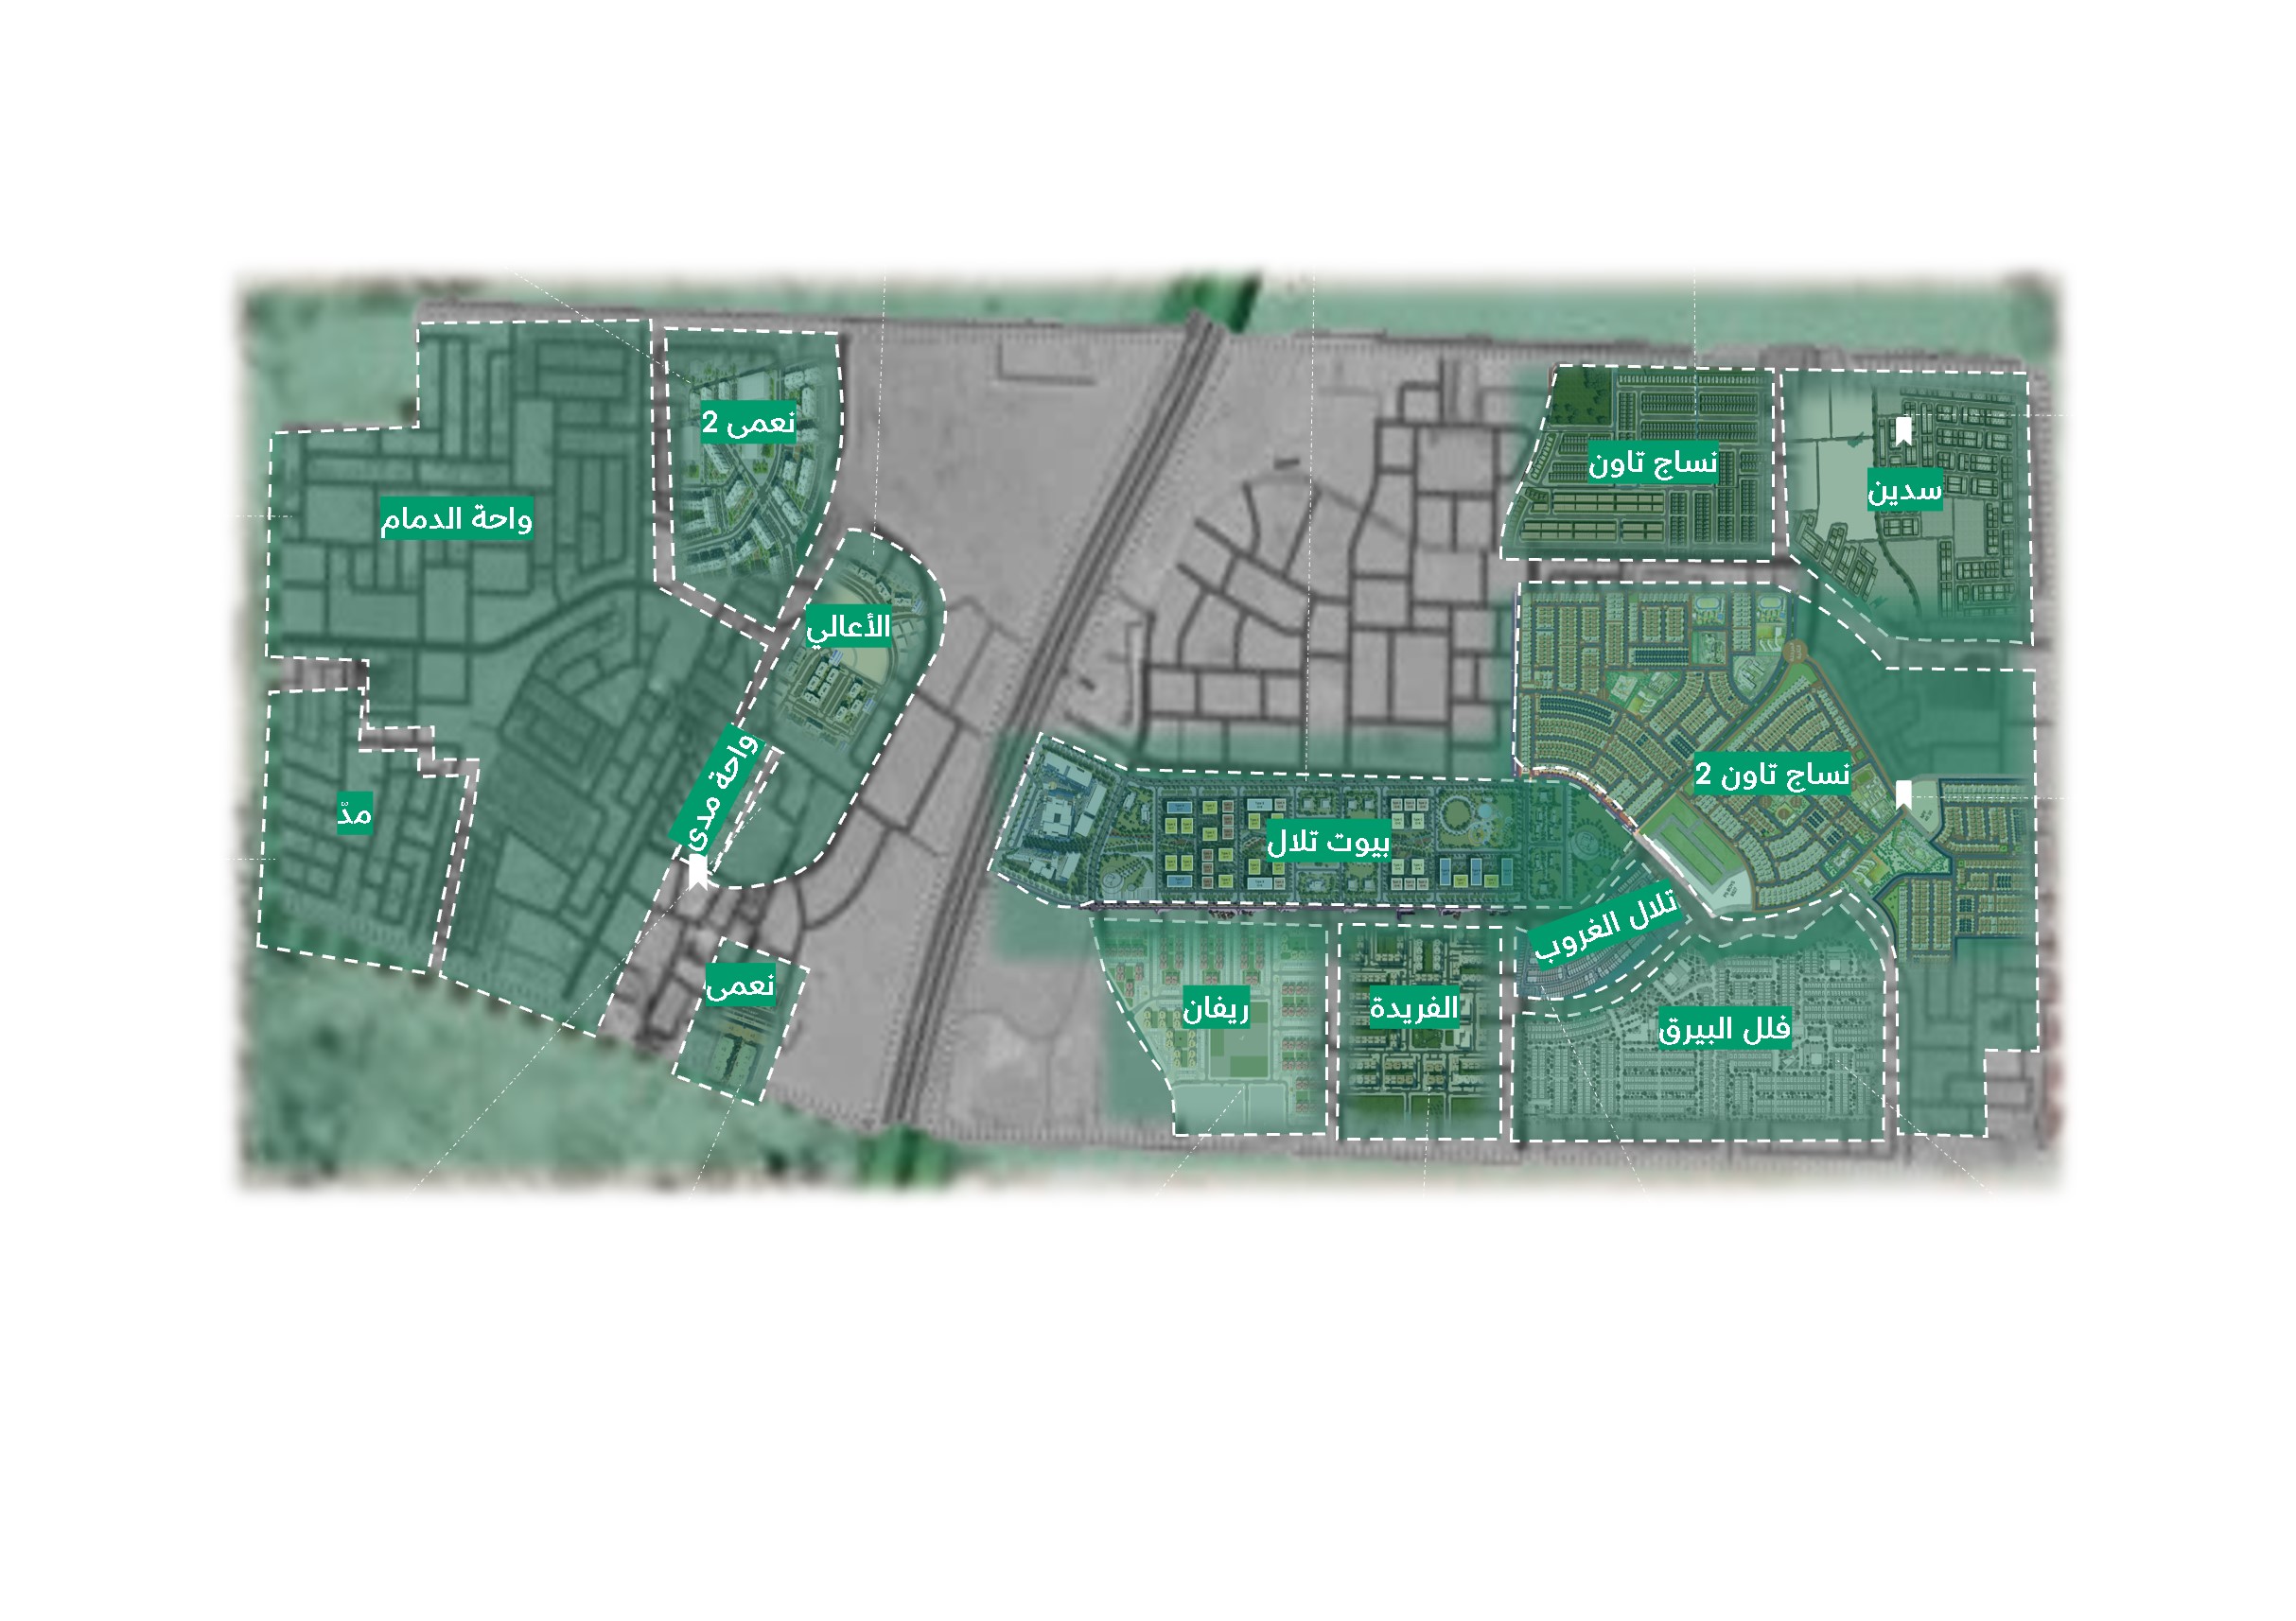 نعمى 2
نساج تاون
سدين
واحة الدمام
الأعالي
نساج تاون 2
واحة مدى
مدّ
بيوت تلال
تلال الغروب
نعمى
ريفان
الفريدة
فلل البيرق